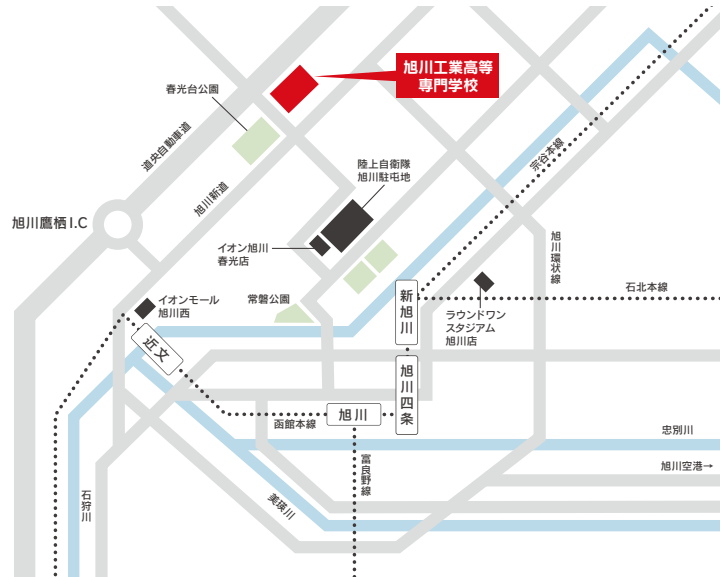 旭川工業高等
専門学校
春光台公園
道央自動車道
旭川新道
陸上自衛隊
旭川駐屯地
宗谷本線
旭川鷹栖I.C
イオン旭川
春光店
旭川環状線
石北本線
イオンモール
旭川西
常磐公園
新旭川
ラウンドワン
スタジアム
旭川店
近文
旭川四条
旭川
函館本線
忠別川
富良野線
旭川空港→
石狩川
美瑛川